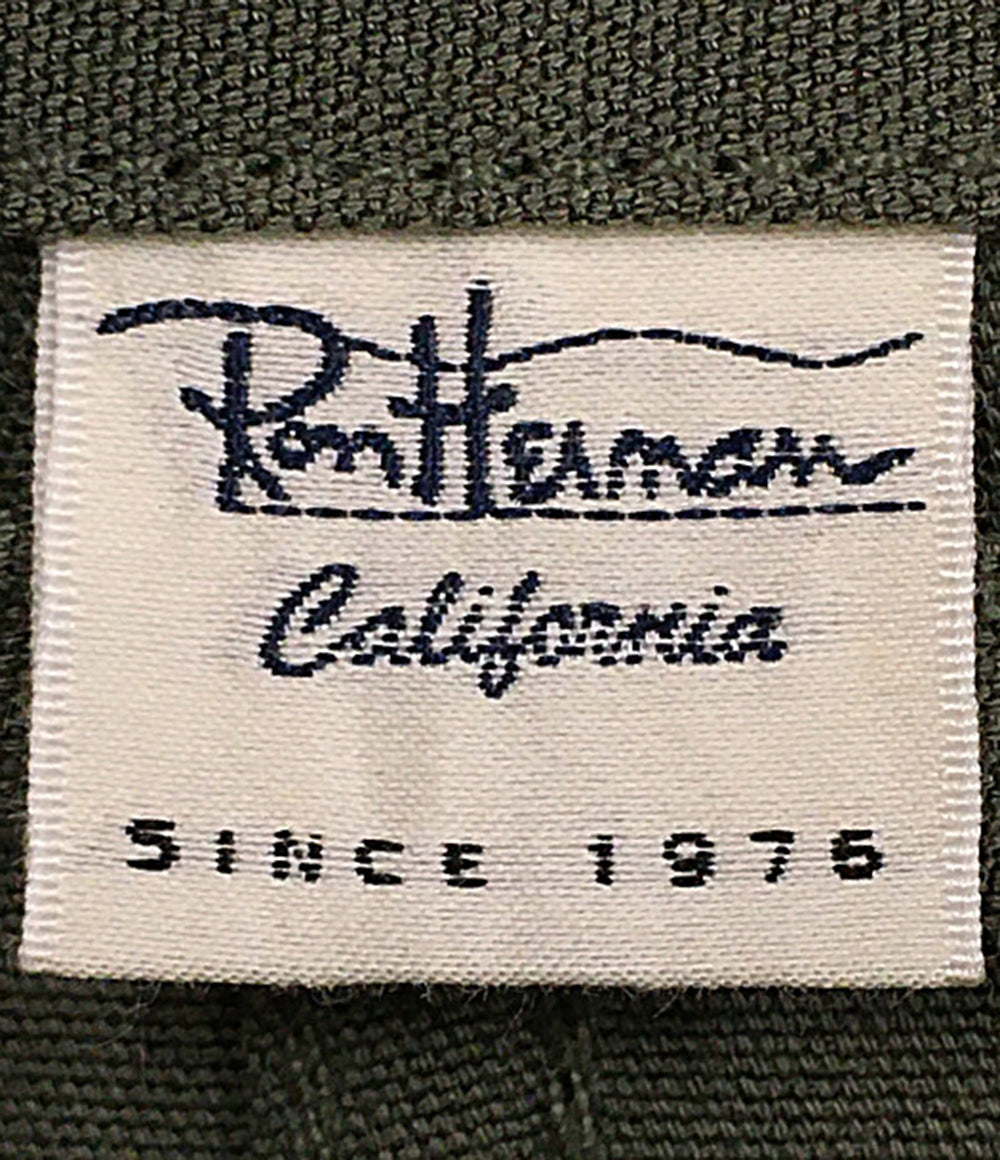 Ron Herman
California
SINCE 1976